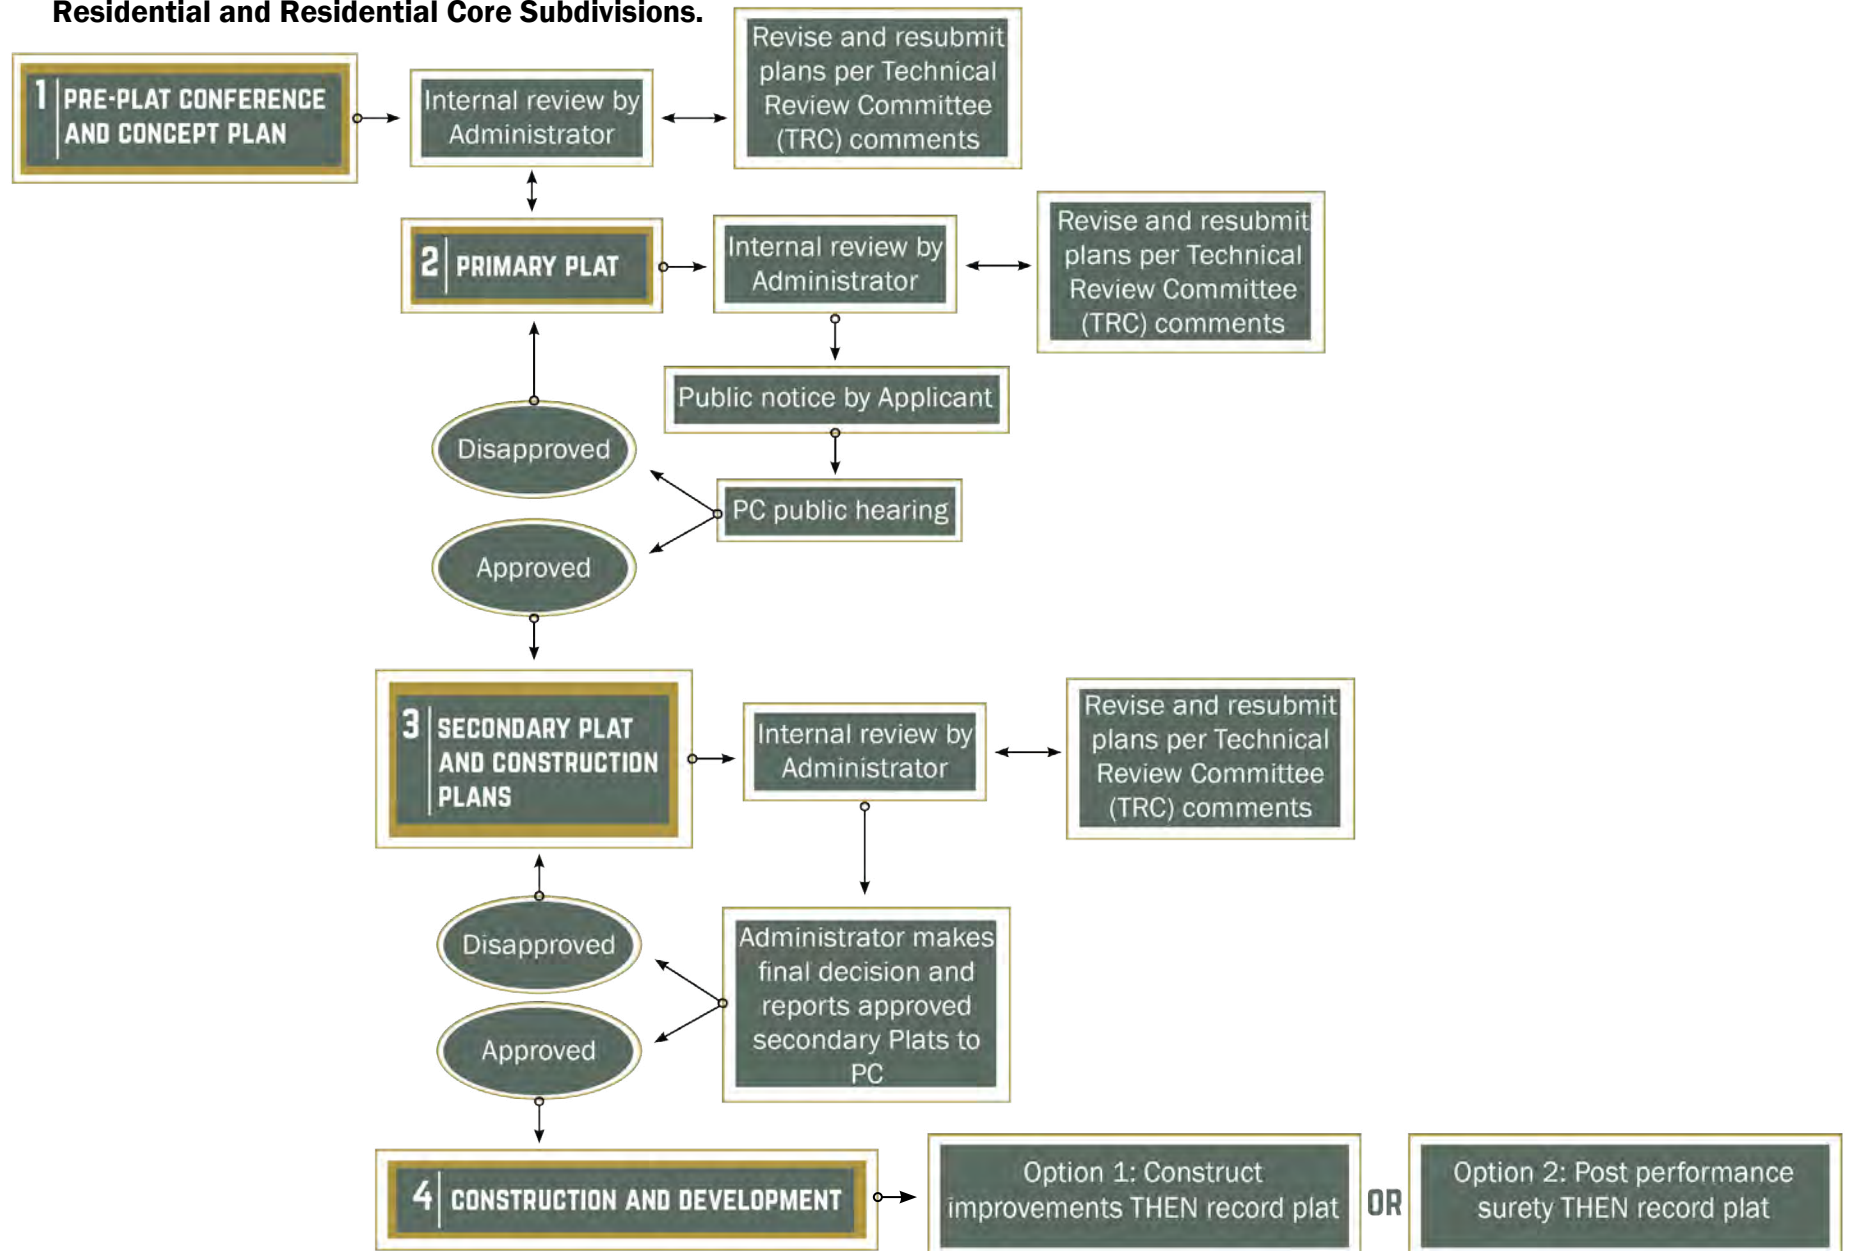 Residential and Residential Core Subdivisions.
1 PRE-PLAT CONFERENCE
AND CONCEPT PLAN
Internal review by
Administrator
Revise and resubmit
plans per Technical
Review Committee
(TRC) comments
2 PRIMARY PLAT
Internal review by
Administrator
Revise and resubmit
plans per Technical
Review Committee
(TRC) comments
Public notice by Applicant
PC public hearing
Disapproved
Approved
3 SECONDARY PLAT
AND CONSTRUCTION
PLANS
Internal review by
Administrator
Revise and resubmit
plans per Technical
Review Committee
(TRC) comments
Administrator makes
final decision and
reports approved
secondary Plats to
PC
Disapproved
Approved
4 CONSTRUCTION AND DEVELOPMENT
Option 1: Construct
improvements THEN record plat
OR
Option 2: Post performance
surety THEN record plat